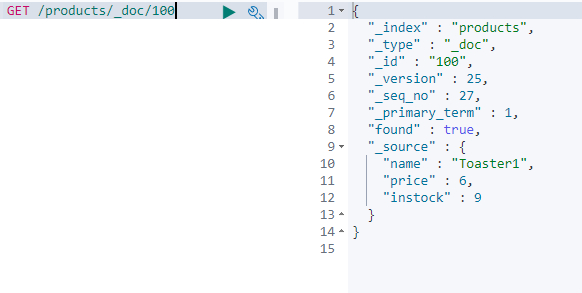 GET /products/_doc/100
1 {
2 "_index" : "products",
3 "_type" : "_doc",
4 "_id" : "100",
5 "_version" : 25,
6 "_seq_no" : 27,
7 "_primary_term" : 1,
8 "found" : true,
9 "_source" : {
10 "name" : "Toaster1",
11 "price" : 6,
12 "instock" : 9
13 }
14 }
15